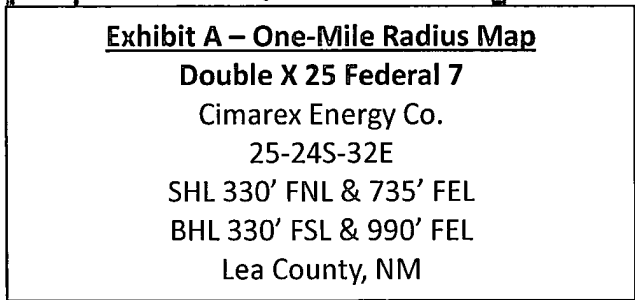 Exhibit A – One-Mile Radius Map
Double X 25 Federal 7
Cimarex Energy Co.
25-24S-32E
SHL 330’ FNL & 735’ FEL
BHL 330’ FSL & 990’ FEL
Lea County, NM